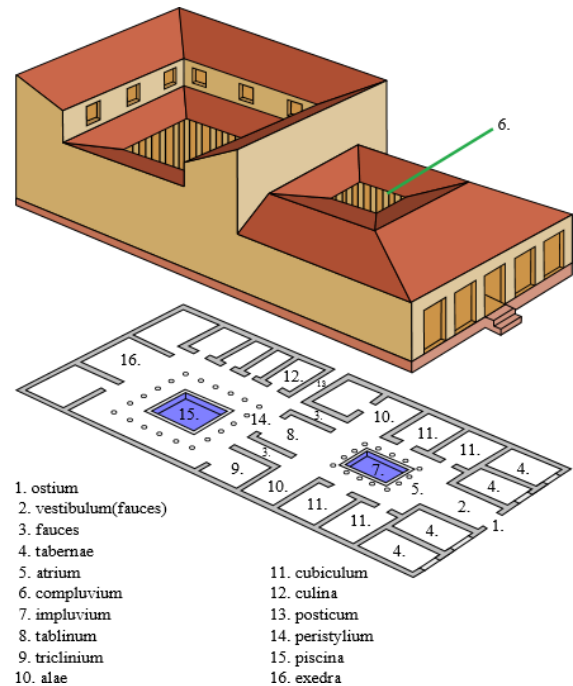 6.
16.
12.
13.
15.
14.
3.
10.
8.
11.
11.
3.
9.
7.
4.
10.
5.
4.
11.
2.
11.
4.
1.
4.
1. ostium
2. vestibulum(fauces)
3. fauces
4. tabernae
5. atrium
6. compluvium
7. impluvium
8. tablinum
9. triclinium
10. alae
11. cubiculum
12. culina
13. posticum
14. peristylium
15. piscina
16. exedra